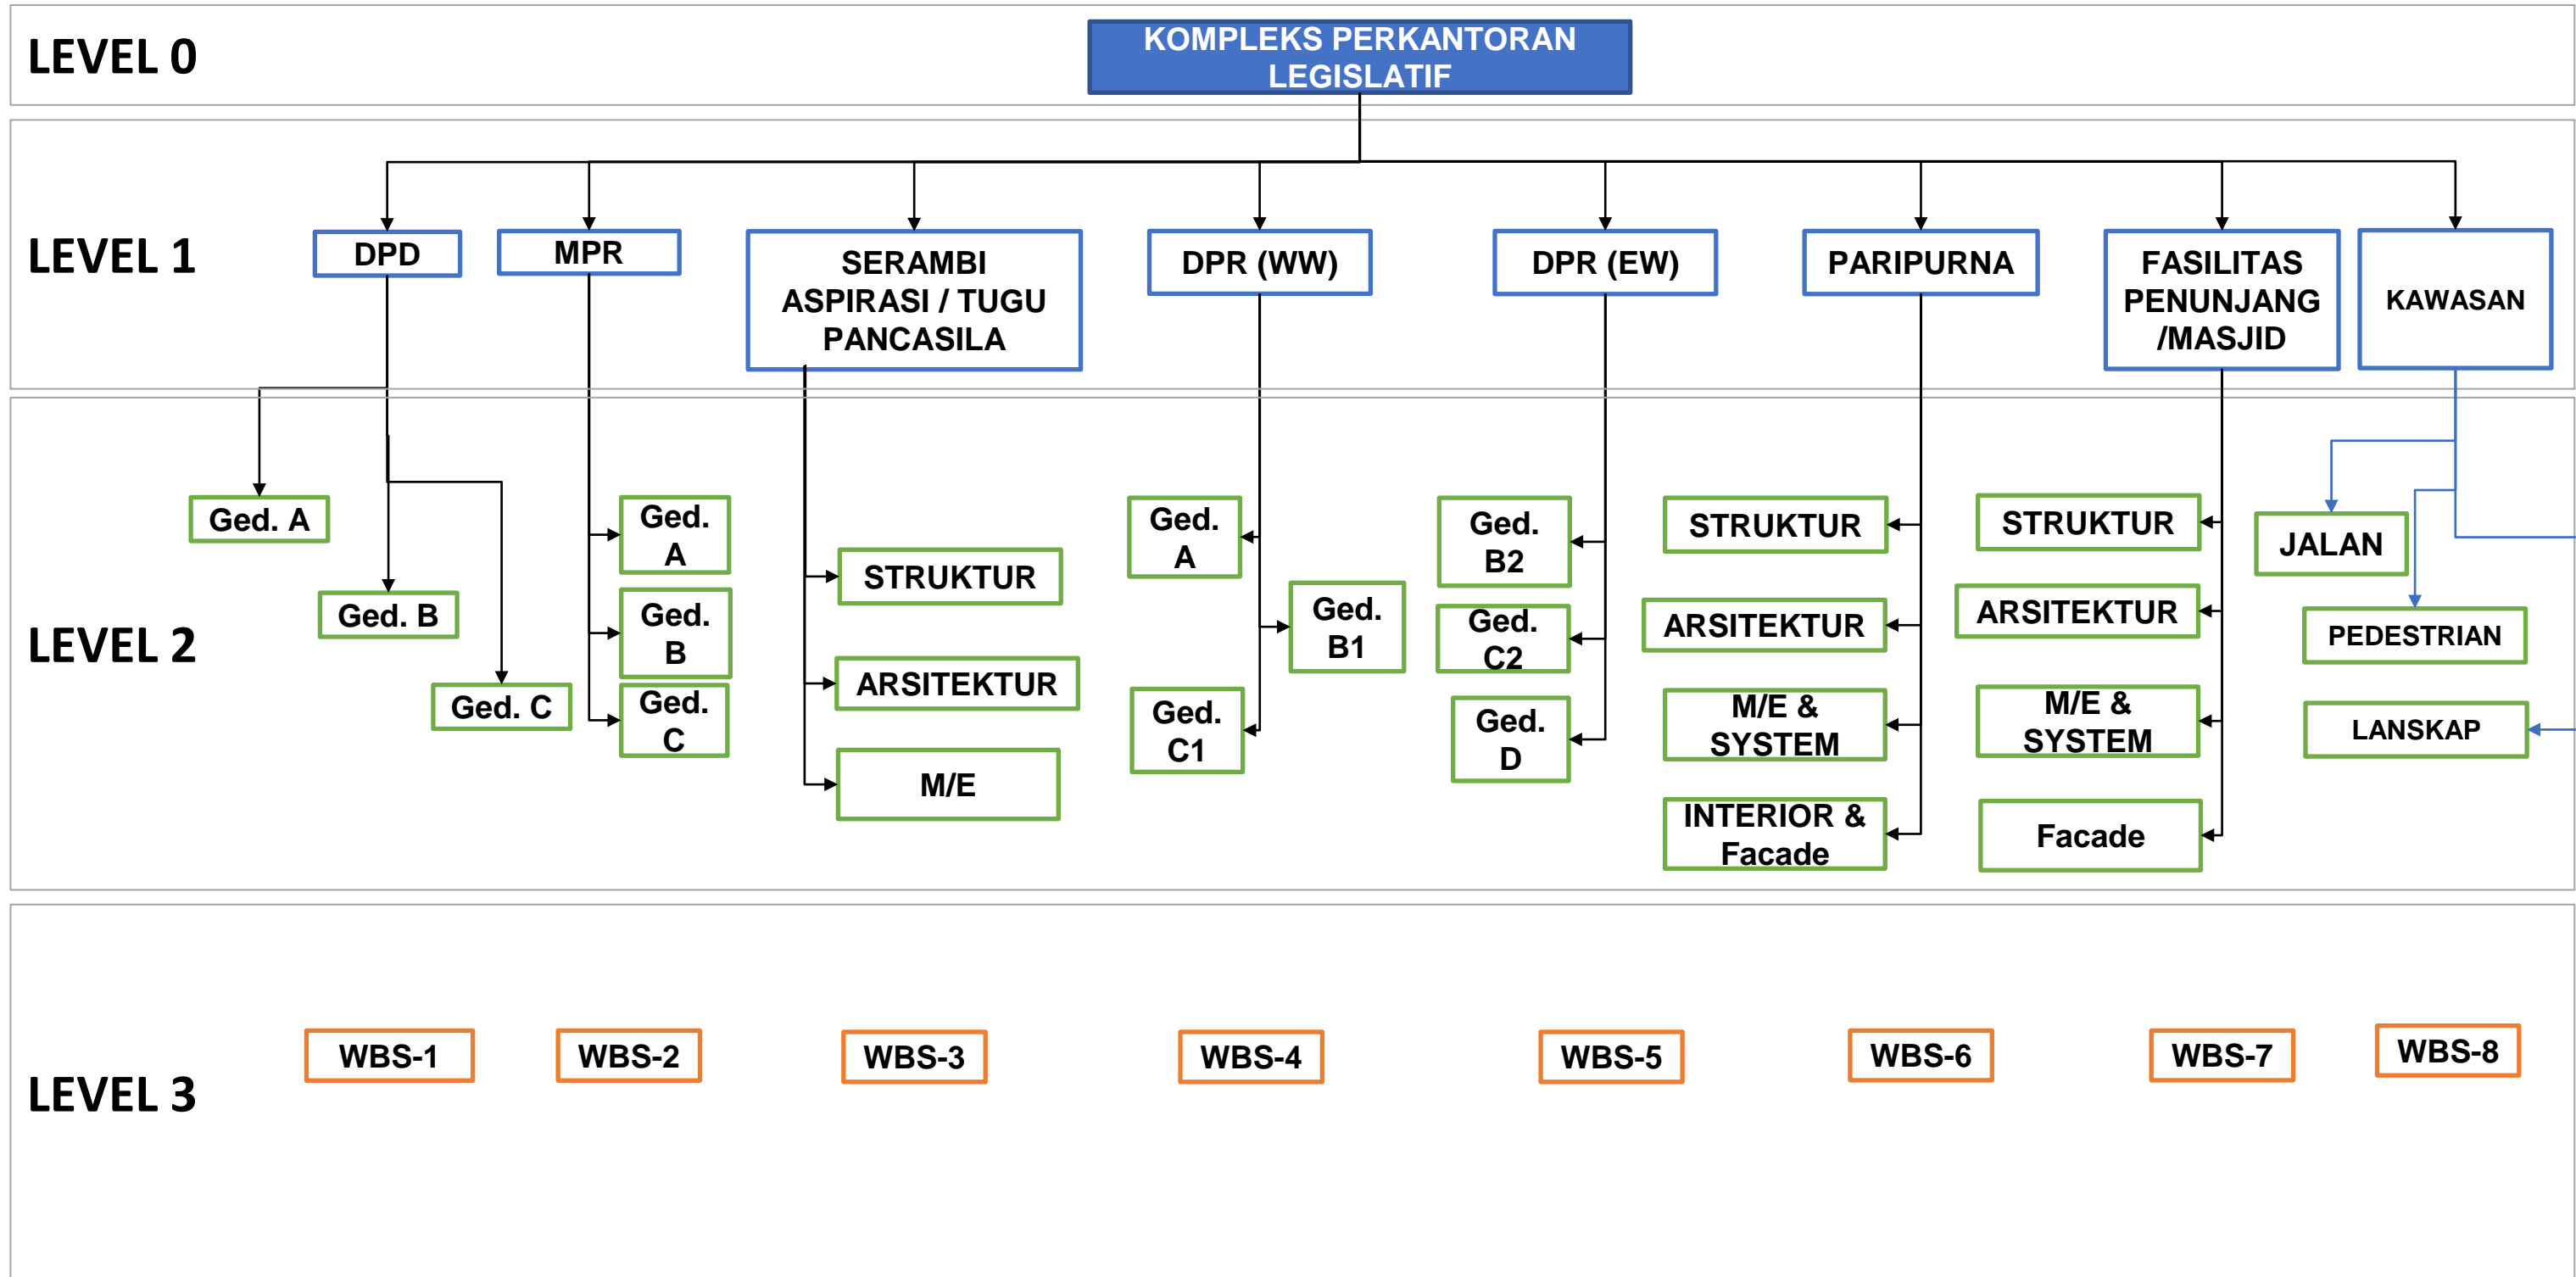 LEVEL 0
KOMPLEKS PERKANTORAN
LEGISLATIF
LEVEL 1
DPD
MPR
SERAMBI
ASPIRASI / TUGU
PANCASILA
DPR (WW)
DPR (EW)
PARIPURNA
FASILITAS
PENUNJANG
/MASJID
KAWASAN
LEVEL 2
Ged. A
Ged. B
Ged. C
Ged.
A
Ged.
B
Ged.
C
STRUKTUR
ARSITEKTUR
M/E
Ged.
A
Ged.
B1
Ged.
C1
Ged.
B2
Ged.
C2
Ged.
D
STRUKTUR
ARSITEKTUR
M/E &
SYSTEM
INTERIOR &
Facade
STRUKTUR
ARSITEKTUR
M/E &
SYSTEM
Facade
JALAN
PEDESTRIAN
LANSKAP
LEVEL 3
WBS-1
WBS-2
WBS-3
WBS-4
WBS-5
WBS-6
WBS-7
WBS-8